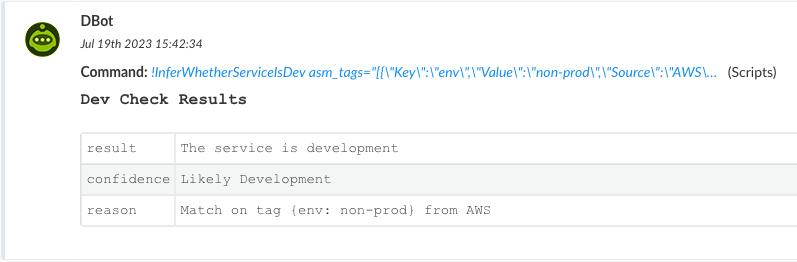 DBot
Jul 19th 2023 15:42:34
Command: !InferWhetherServiceIsDev asm_tags="[{\"Key\":\"env\",\"Value\":\"non-prod\",\"Source\":\"AWS\... (Scripts)
Dev Check Results
result The service is development
confidence Likely Development
reason Match on tag {env: non-prod} from AWS